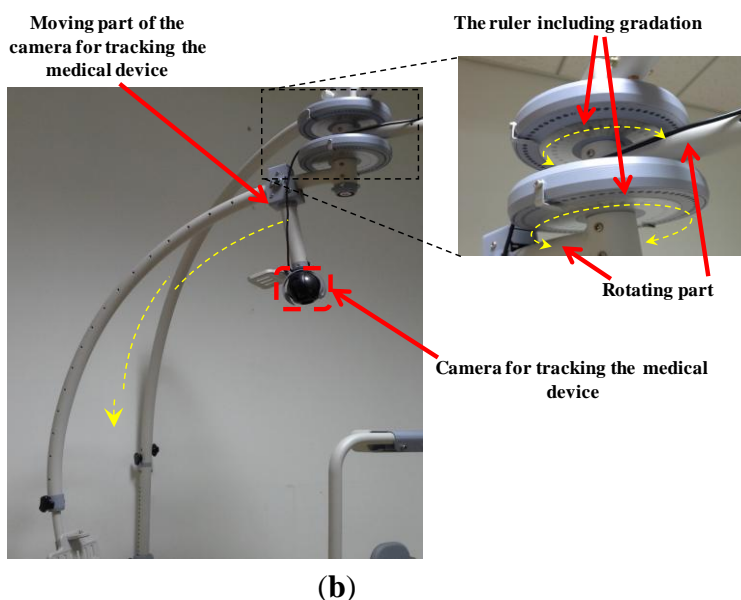 Moving part of the
camera for tracking the
medical device
The ruler including gradation
Rotating part
Camera for tracking the medical
device
(b)